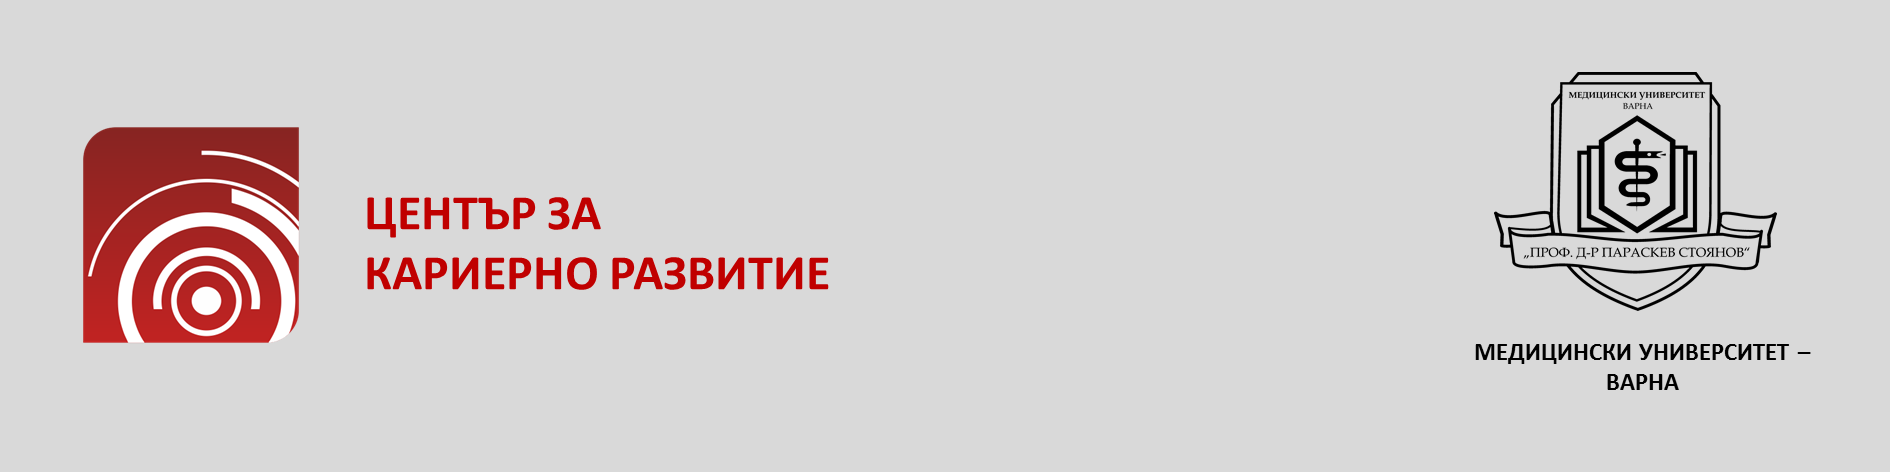 ЦЕНТЪР ЗА
КАРИЕРНО РАЗВИТИЕ
МЕДИЦИНСКИ УНИВЕРСИТЕТ
ВАРНА
„ПРОФ. Д-Р ПАРАСКЕВ СТОЯНОВ“
МЕДИЦИНСКИ УНИВЕРСИТЕТ –
ВАРНА